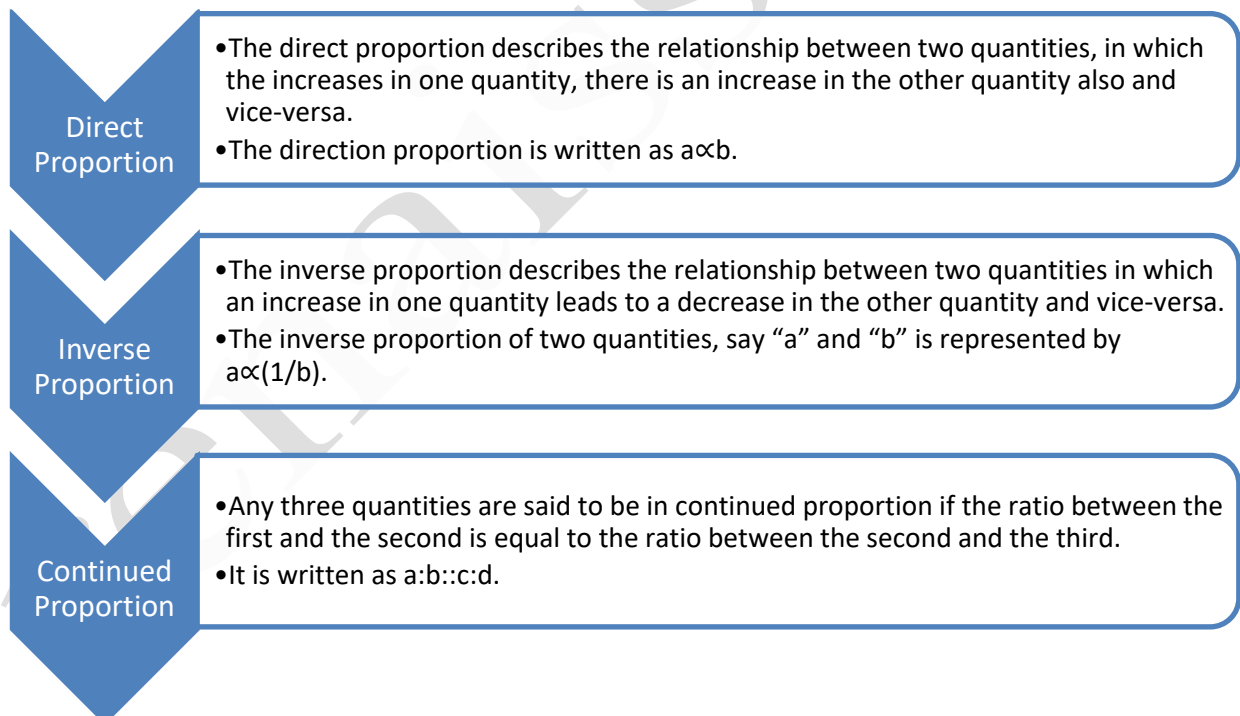 Direct
Proportion
•The direct proportion describes the relationship between two quantities, in which
the increases in one quantity, there is an increase in the other quantity also and
vice-versa.
•The direction proportion is written as a∝b.
Inverse
Proportion
•The inverse proportion describes the relationship between two quantities in which
an increase in one quantity leads to a decrease in the other quantity and vice-versa.
•The inverse proportion of two quantities, say “a” and “b” is represented by
a∝(1/b).
Continued
Proportion
•Any three quantities are said to be in continued proportion if the ratio between the
first and the second is equal to the ratio between the second and the third.
•It is written as a:b::c:d.